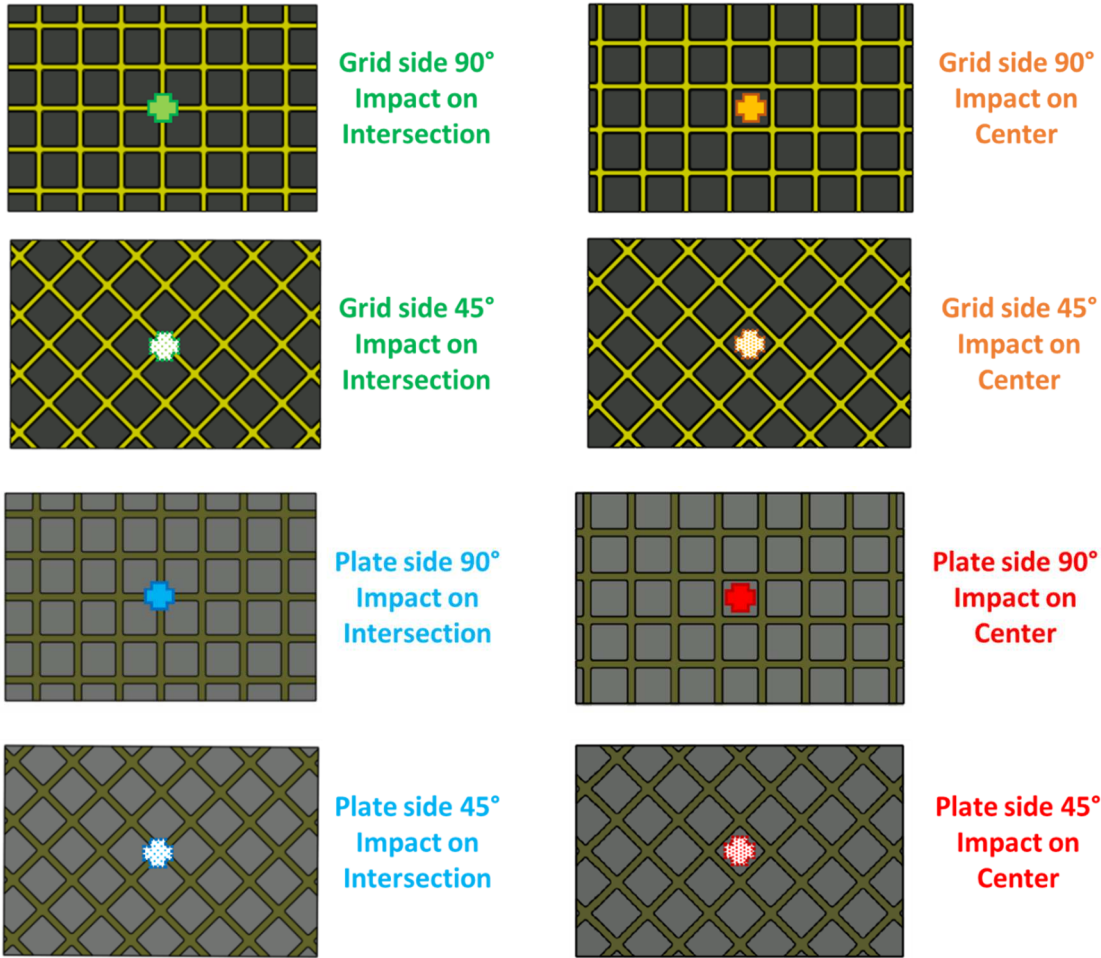 Grid side 90°
Impact on
Intersection
Grid side 90°
Impact on
Center
Grid side 45°
Impact on
Intersection
Grid side 45°
Impact on
Center
Plate side 90°
Impact on
Intersection
Plate side 90°
Impact on
Center
Plate side 45°
Impact on
Intersection
Plate side 45°
Impact on
Center